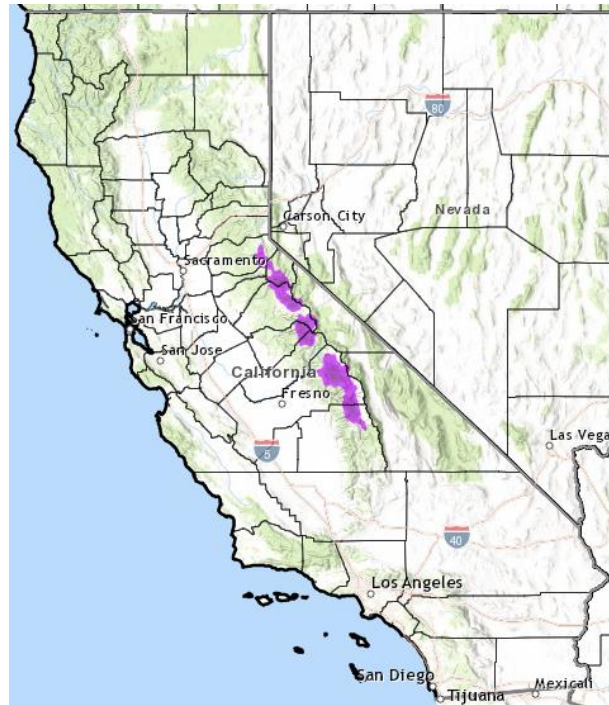 80
Nevada
Carson City
Sacramento
San Francisco
San Jose
California
Fresno
5
Las Vega
40
Los Angeles
San Diego
Mexicali
Tijuana